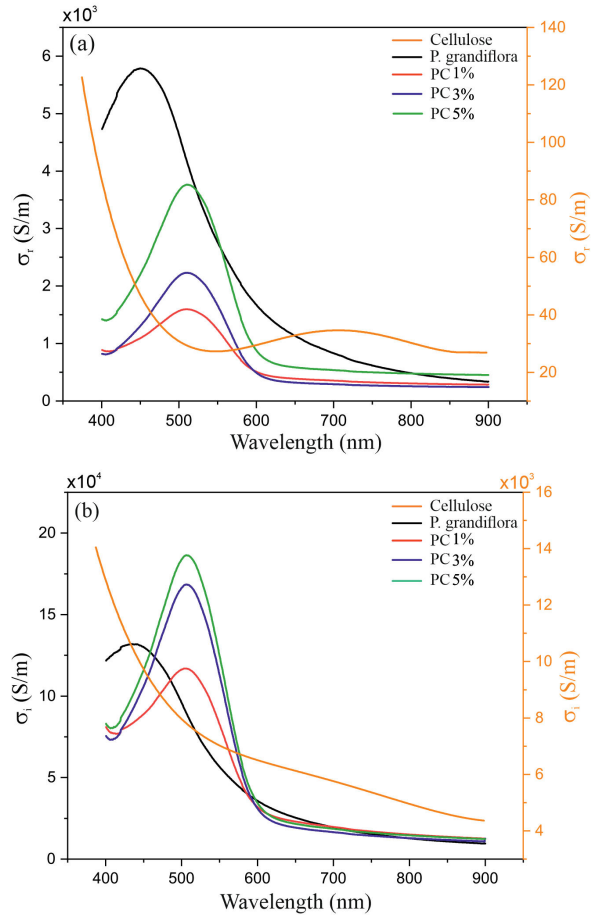 x10³
(a)
Cellulose
P. grandiflora
PC 1%
PC 3%
PC 5%
6
5
4
3
2
1
0
σr (S/m)
140
120
100
80
60
40
20
σr (S/m)
400 500 600 700 800 900
Wavelength (nm)
x10⁴
x10³
(b)
Cellulose
P. grandiflora
PC 1%
PC 3%
PC 5%
20
15
10
5
0
σi (S/m)
16
14
12
10
8
6
4
σi (S/m)
400 500 600 700 800 900
Wavelength (nm)